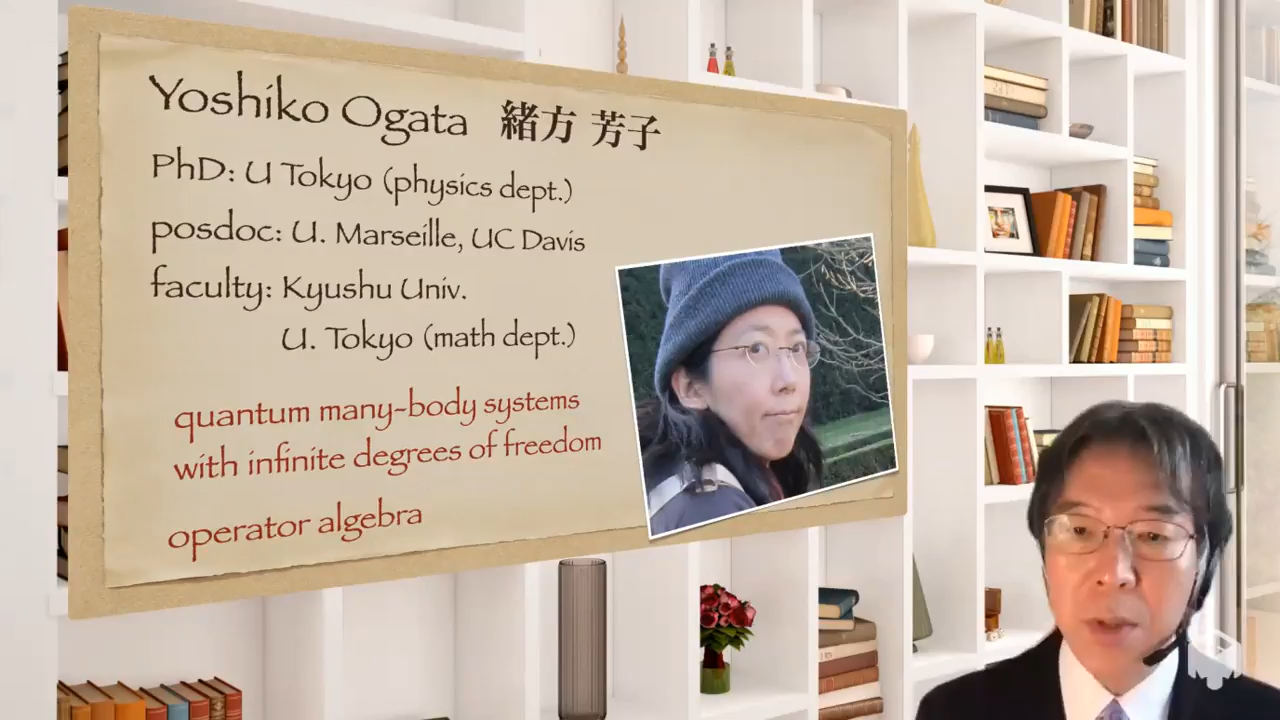 Yoshiko Ogata 緒方 芳子
PhD: U Tokyo (physics dept.)
posdoc: U. Marseille, UC Davis
faculty: Kyushu Univ.
U. Tokyo (math dept.)
quantum many-body systems
with infinite degrees of freedom
operator algebra